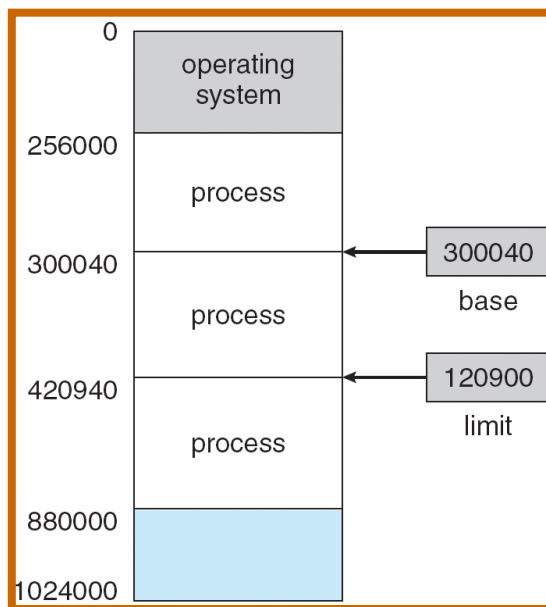 0
operating
system
256000
process
300040
300040
base
process
420940
120900
limit
process
880000
1024000